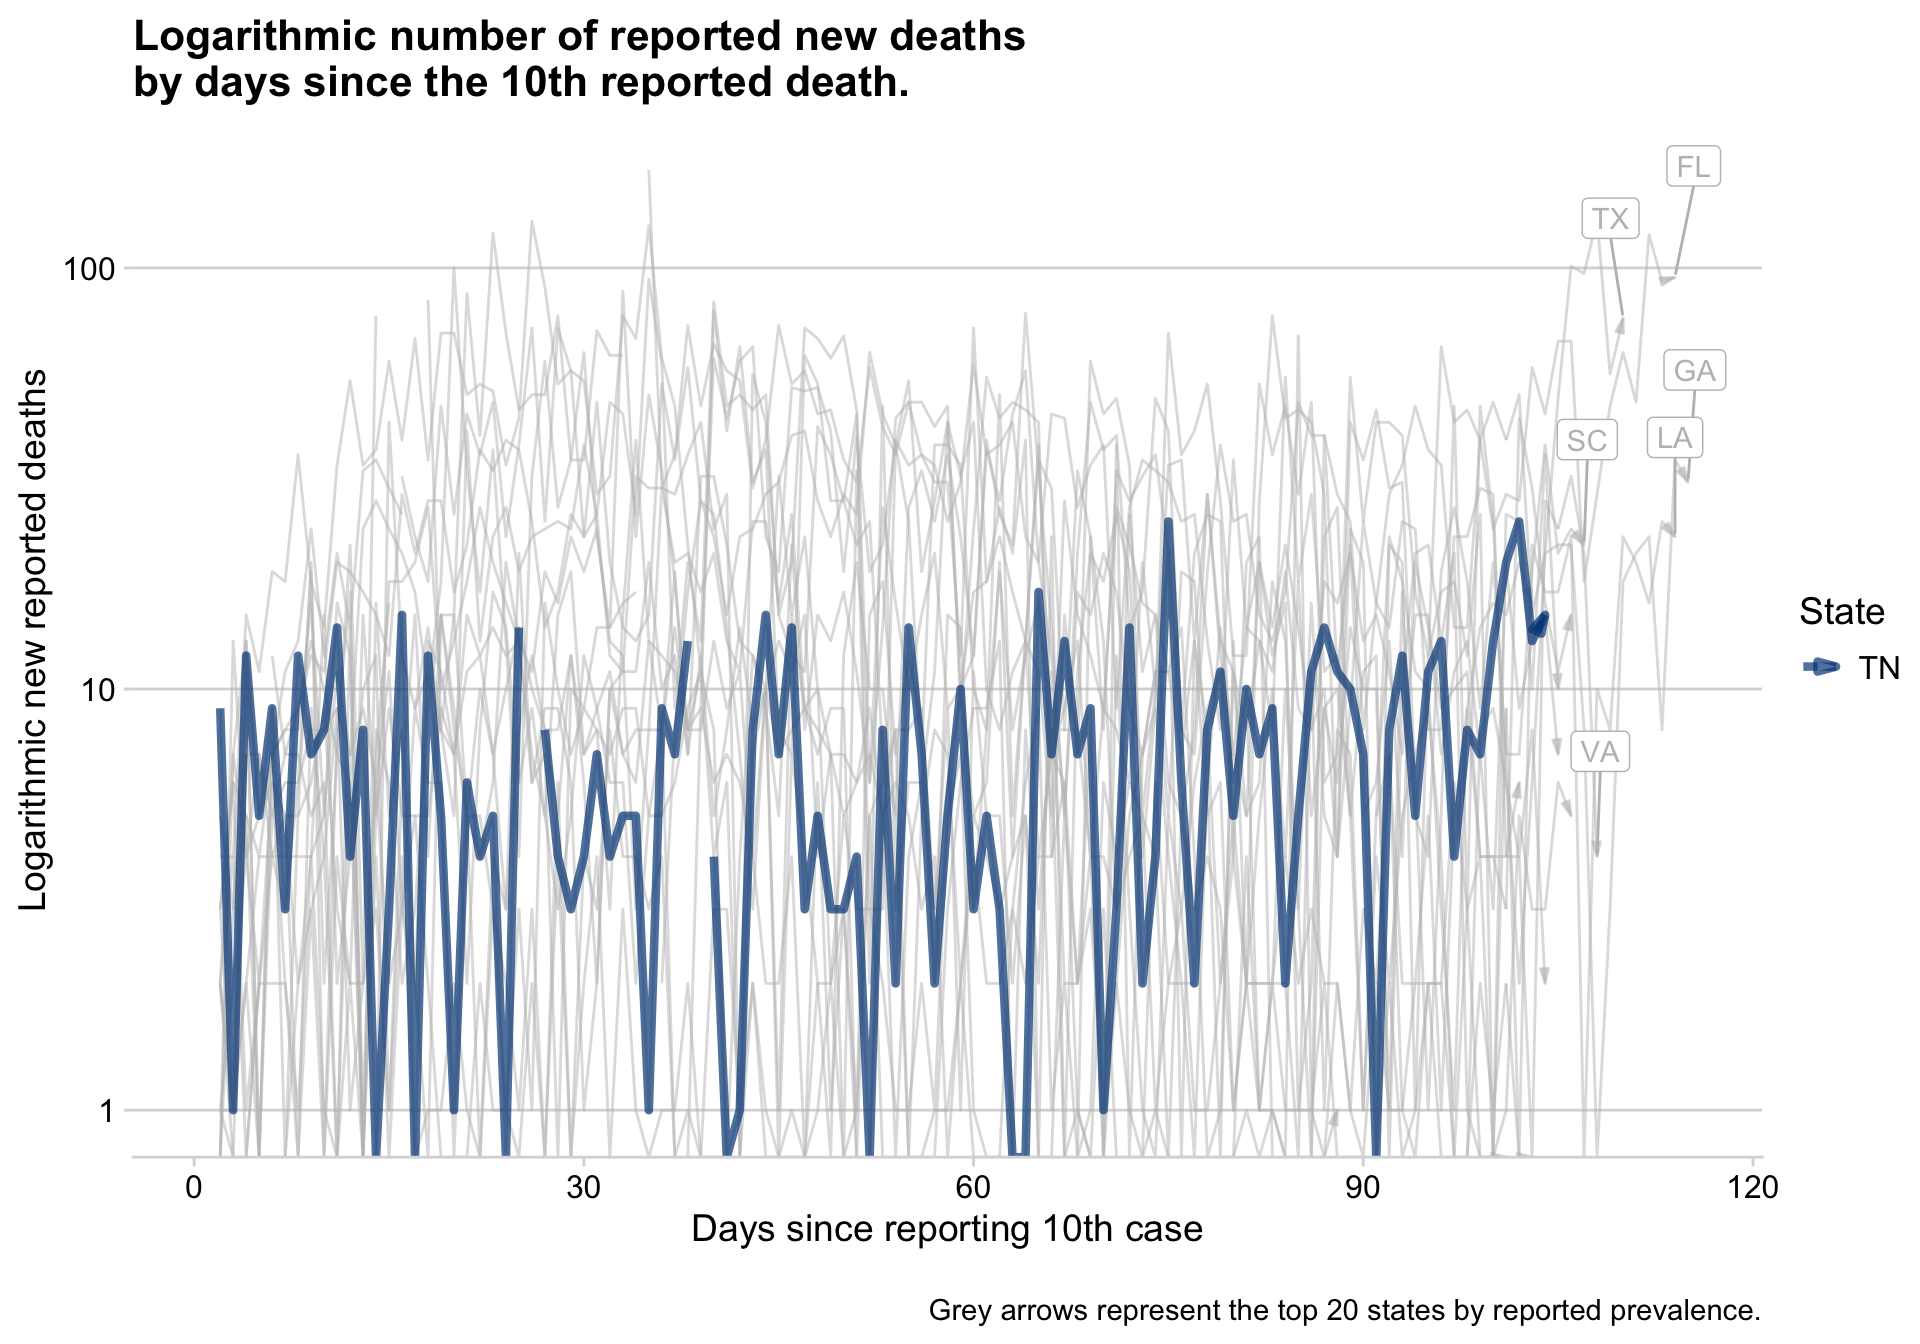 Logarithmic number of reported new deaths
by days since the 10th reported death.
Logarithmic new reported deaths
100
10
1
FL
TX
GA
SC
LA
VA
State
TN
0
30
60
90
120
Days since reporting 10th case
Grey arrows represent the top 20 states by reported prevalence.